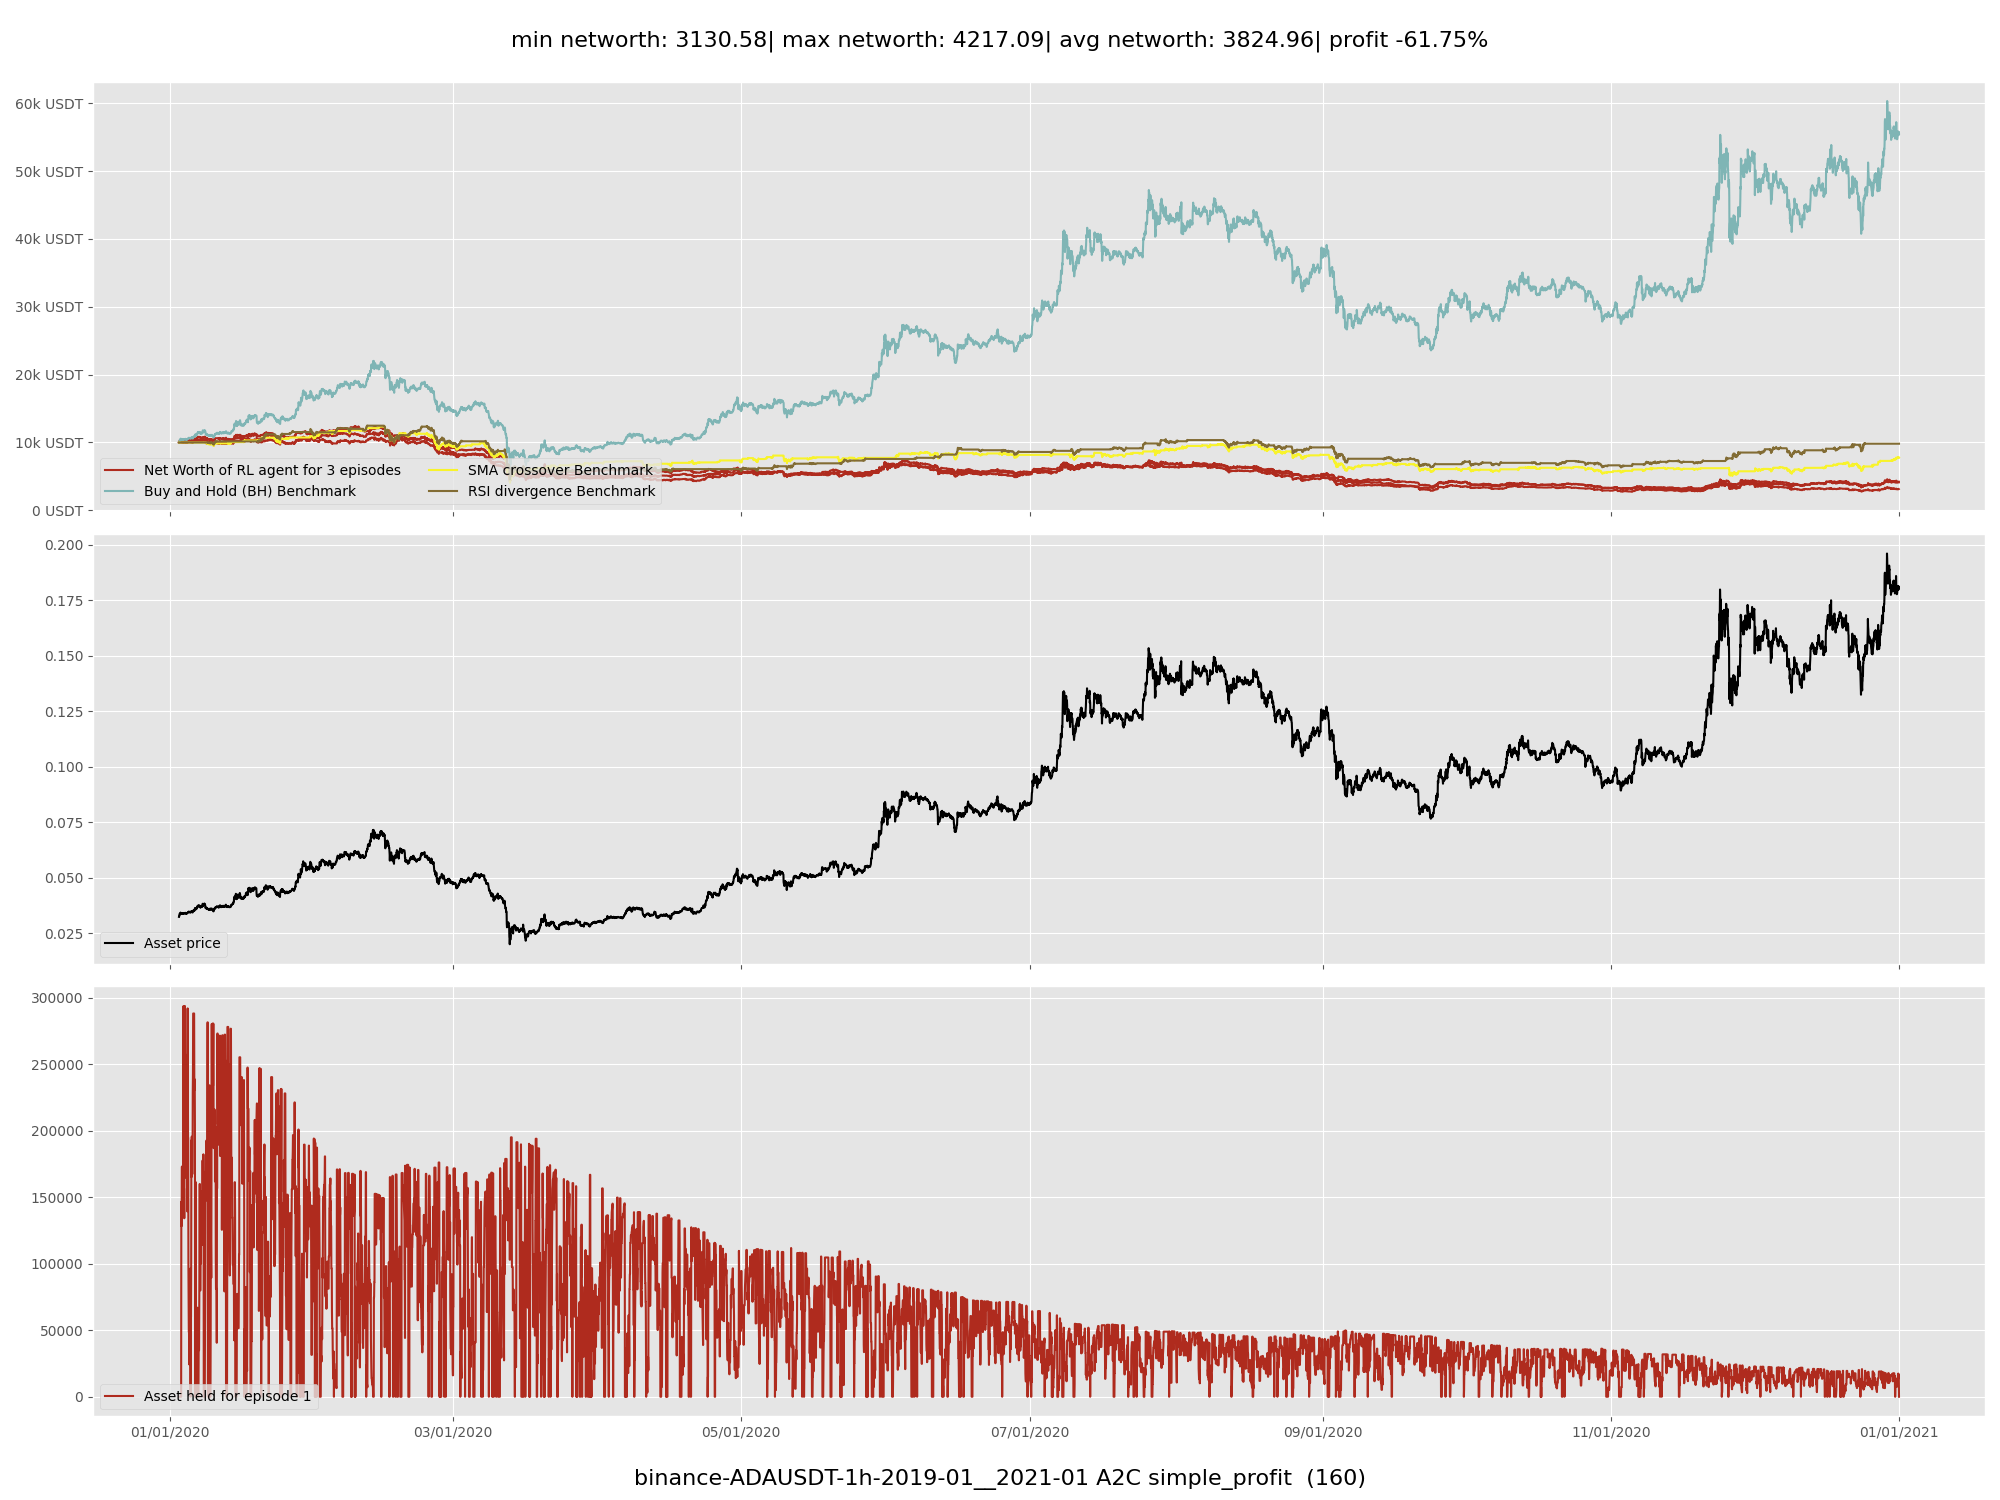 min networth: 3130.58| max networth: 4217.09| avg networth: 3824.96| profit -61.75%
60k USDT
50k USDT
40k USDT
30k USDT
20k USDT
10k USDT
0 USDT
Net Worth of RL agent for 3 episodes
Buy and Hold (BH) Benchmark
SMA crossover Benchmark
RSI divergence Benchmark
0.200
0.175
0.150
0.125
0.100
0.075
0.050
0.025
Asset price
300000
250000
200000
150000
100000
50000
0
Asset held for episode 1
01/01/2020 03/01/2020 05/01/2020 07/01/2020 09/01/2020 11/01/2020 01/01/2021
binance-ADAUSDT-1h-2019-01__2021-01 A2C simple_profit (160)